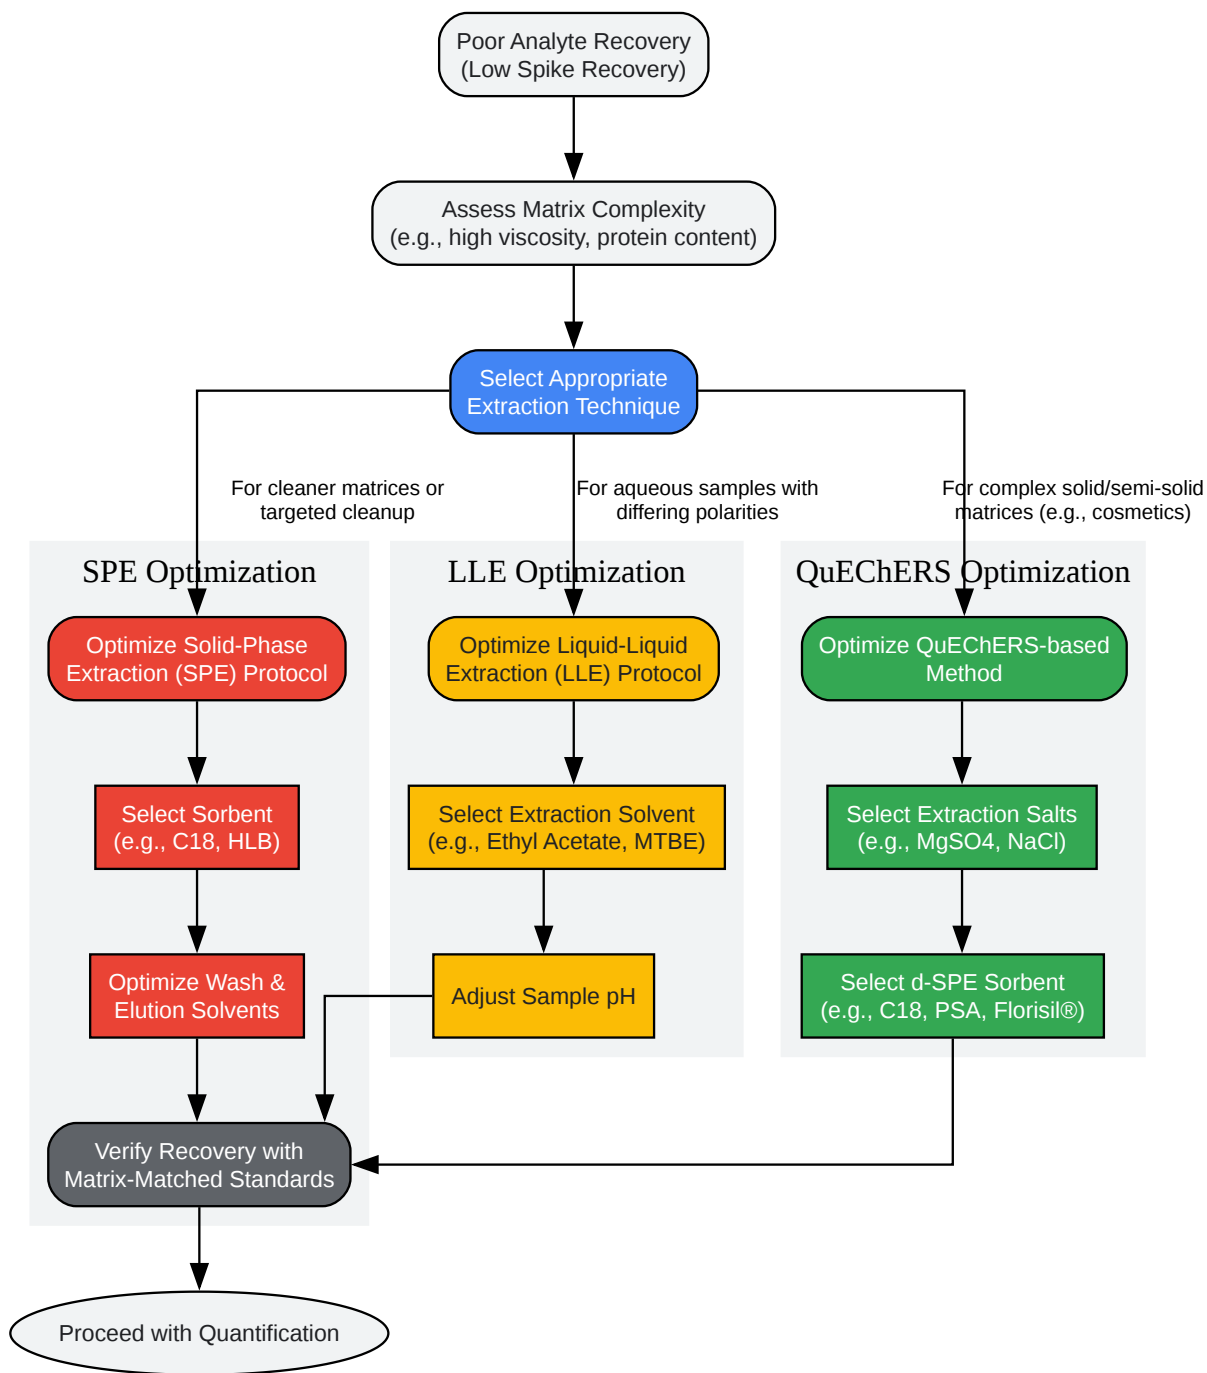 Poor Analyte Recovery
(Low Spike Recovery)
Assess Matrix Complexity
(e.g., high viscosity, protein content)
Select Appropriate
Extraction Technique
For cleaner matrices or
targeted cleanup
For aqueous samples with
differing polarities
For complex solid/semi-solid
matrices (e.g., cosmetics)
SPE Optimization
LLE Optimization
QuEChERS Optimization
Optimize Solid-Phase
Extraction (SPE) Protocol
Optimize Liquid-Liquid
Extraction (LLE) Protocol
Optimize QuEChERS-based
Method
Select Sorbent
(e.g., C18, HLB)
Select Extraction Solvent
(e.g., Ethyl Acetate, MTBE)
Select Extraction Salts
(e.g., MgSO4, NaCl)
Optimize Wash &
Elution Solvents
Adjust Sample pH
Select d-SPE Sorbent
(e.g., C18, PSA, Florisil®)
Verify Recovery with
Matrix-Matched Standards
Proceed with Quantification